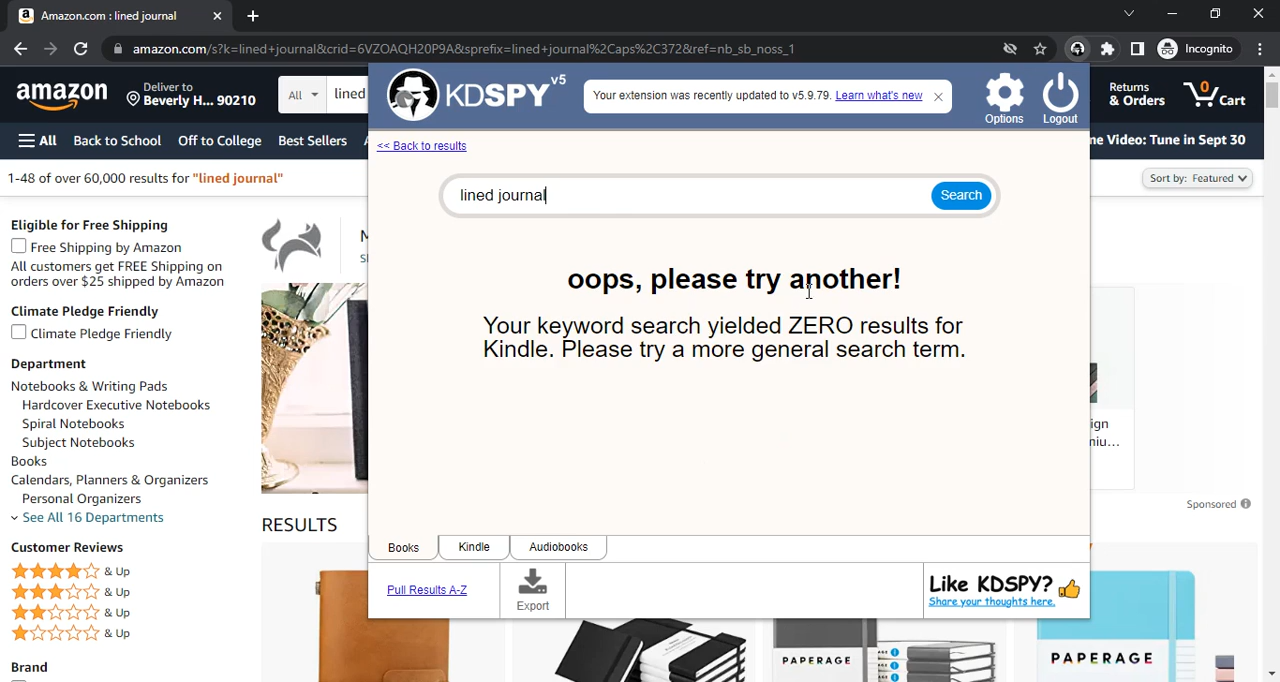 Amazon.com : lined journal
amazon.com/s?k=lined+journal&crid=6VZOAQH20P9A&sprefix=lined+journal%2Caps%2C372&ref=nb_sb_noss_1
Incognito
amazon
Deliver to
Beverly H... 90210
All
lined
KDSPY v5
Your extension was recently updated to v5.9.79. Learn what's new
Options
Logout
Returns
& Orders
0
Cart
All
Back to School
Off to College
Best Sellers
me Video: Tune in Sept 30
<< Back to results
1-48 of over 60,000 results for "lined journal"
Sort by: Featured
lined journal
Search
oops, please try another!
Your keyword search yielded ZERO results for
Kindle. Please try a more general search term.
Books
Kindle
Audiobooks
Pull Results A-Z
Export
Like KDSPY?
Share your thoughts here.
Eligible for Free Shipping
Free Shipping by Amazon
All customers get FREE Shipping on
orders over $25 shipped by Amazon
Climate Pledge Friendly
Climate Pledge Friendly
Department
Notebooks & Writing Pads
Hardcover Executive Notebooks
Spiral Notebooks
Subject Notebooks
Books
Calendars, Planners & Organizers
Personal Organizers
See All 16 Departments
Customer Reviews
& Up
& Up
& Up
& Up
Brand
Sponsored
RESULTS
PAPERAGE
PAPERAGE